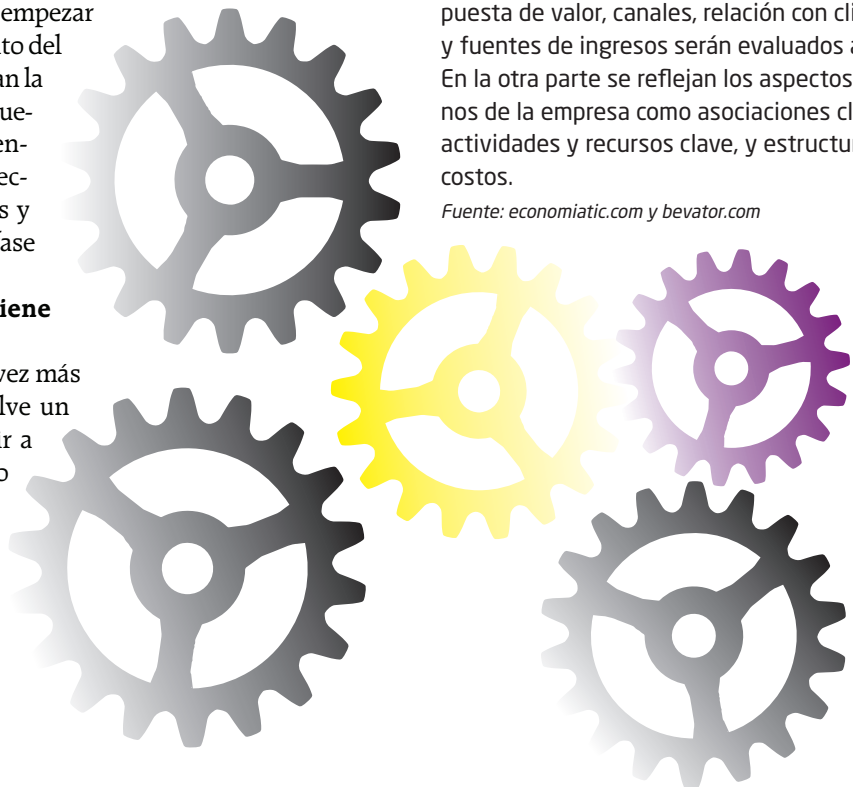 empezar
to del
an la
ue-
en-
ec-
s y
fase
iene
vez más
lve un
ir a
o
puesta de valor, canales, relación con cli
y fuentes de ingresos serán evaluados a
En la otra parte se reflejan los aspectos
nos de la empresa como asociaciones cl
actividades y recursos clave, y estructur
costos.
Fuente: economiatic.com y bevator.com